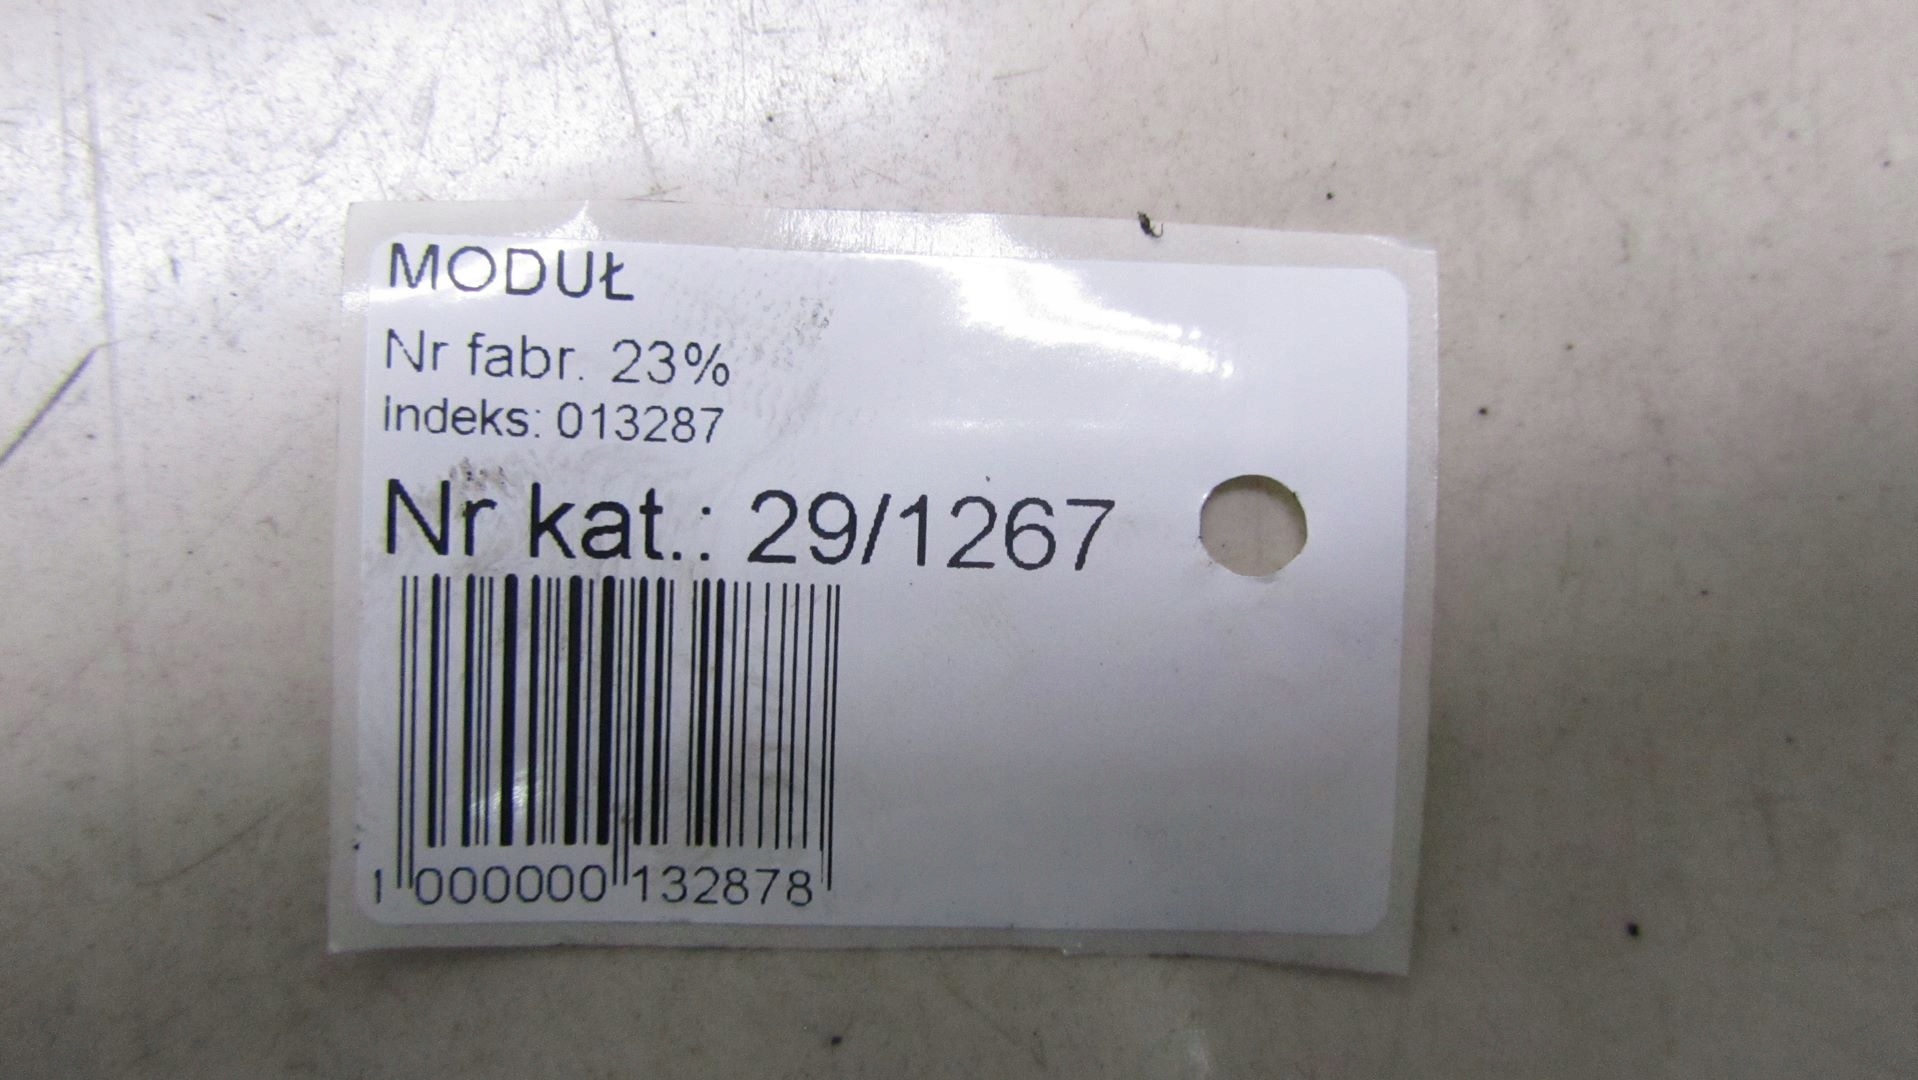 MODUŁ
Nr fabr. 23%
Indeks: 013287
Nr kat.: 29/1267
1 000000 132878